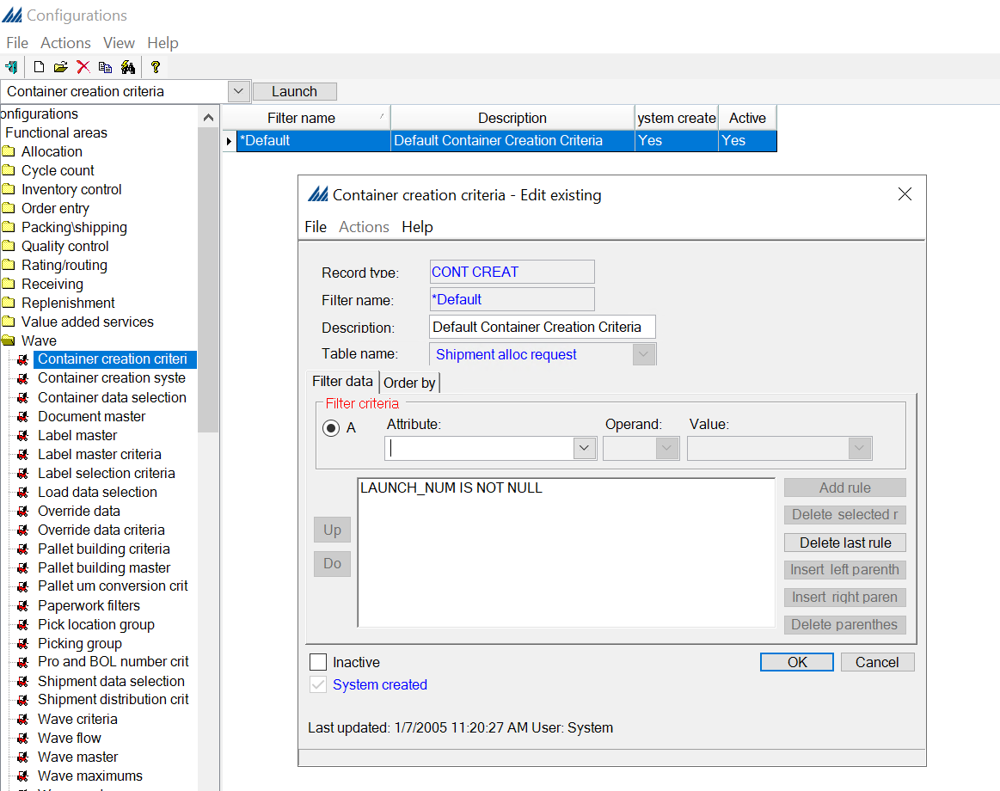 Configurations
File Actions View Help
Container creation criteria Launch
onfigurations
Functional areas
Allocation
Cycle count
Inventory control
Order entry
Packing\shipping
Quality control
Rating/routing
Receiving
Replenishment
Value added services
Wave
Container creation criteri
Container creation syste
Container data selection
Document master
Label master
Label master criteria
Label selection criteria
Load data selection
Override data
Override data criteria
Pallet building criteria
Pallet building master
Pallet um conversion crit
Paperwork filters
Pick location group
Picking group
Pro and BOL number crit
Shipment data selection
Shipment distribution crit
Wave criteria
Wave flow
Wave master
Wave maximums
Filter name Description ystem create Active
*Default Default Container Creation Criteria Yes Yes
Container creation criteria - Edit existing
File Actions Help
Record type: CONT CREAT
Filter name: *Default
Description: Default Container Creation Criteria
Table name: Shipment alloc request
Filter data Order by
Filter criteria
A Attribute: Operand: Value:
LAUNCH_NUM IS NOT NULL
Up
Do
Add rule
Delete selected r
Delete last rule
Insert left parenth
Insert right paren
Delete parenthes
Inactive
OK Cancel
System created
Last updated: 1/7/2005 11:20:27 AM User: System